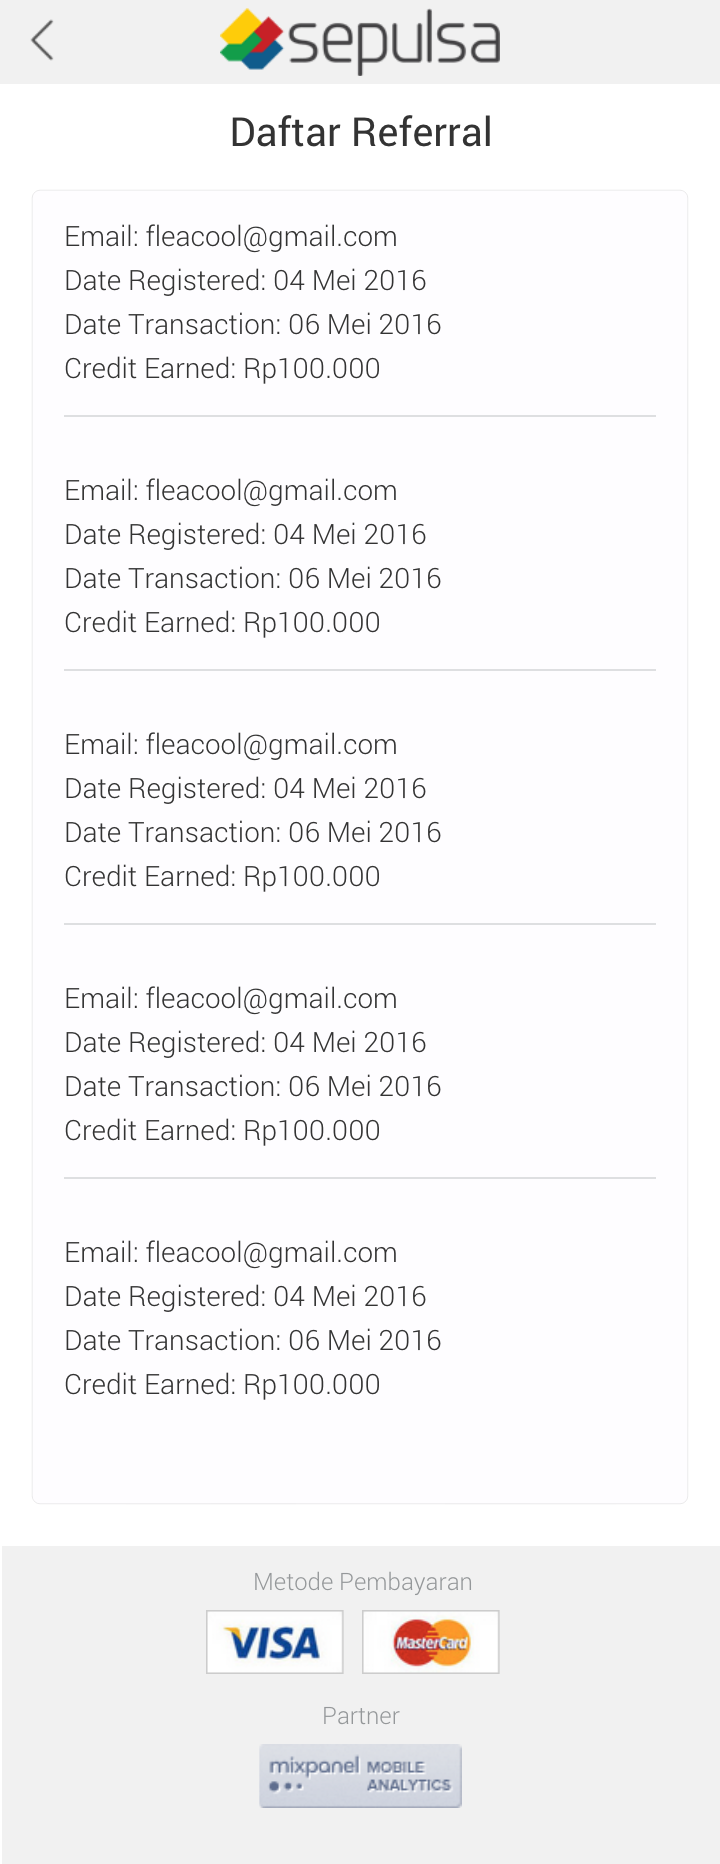 sepulsa
Daftar Referral
Email: fleacool@gmail.com
Date Registered: 04 Mei 2016
Date Transaction: 06 Mei 2016
Credit Earned: Rp100.000
Email: fleacool@gmail.com
Date Registered: 04 Mei 2016
Date Transaction: 06 Mei 2016
Credit Earned: Rp100.000
Email: fleacool@gmail.com
Date Registered: 04 Mei 2016
Date Transaction: 06 Mei 2016
Credit Earned: Rp100.000
Email: fleacool@gmail.com
Date Registered: 04 Mei 2016
Date Transaction: 06 Mei 2016
Credit Earned: Rp100.000
Email: fleacool@gmail.com
Date Registered: 04 Mei 2016
Date Transaction: 06 Mei 2016
Credit Earned: Rp100.000
Metode Pembayaran
VISA MasterCard
Partner
mixpanel MOBILE
ANALYTICS